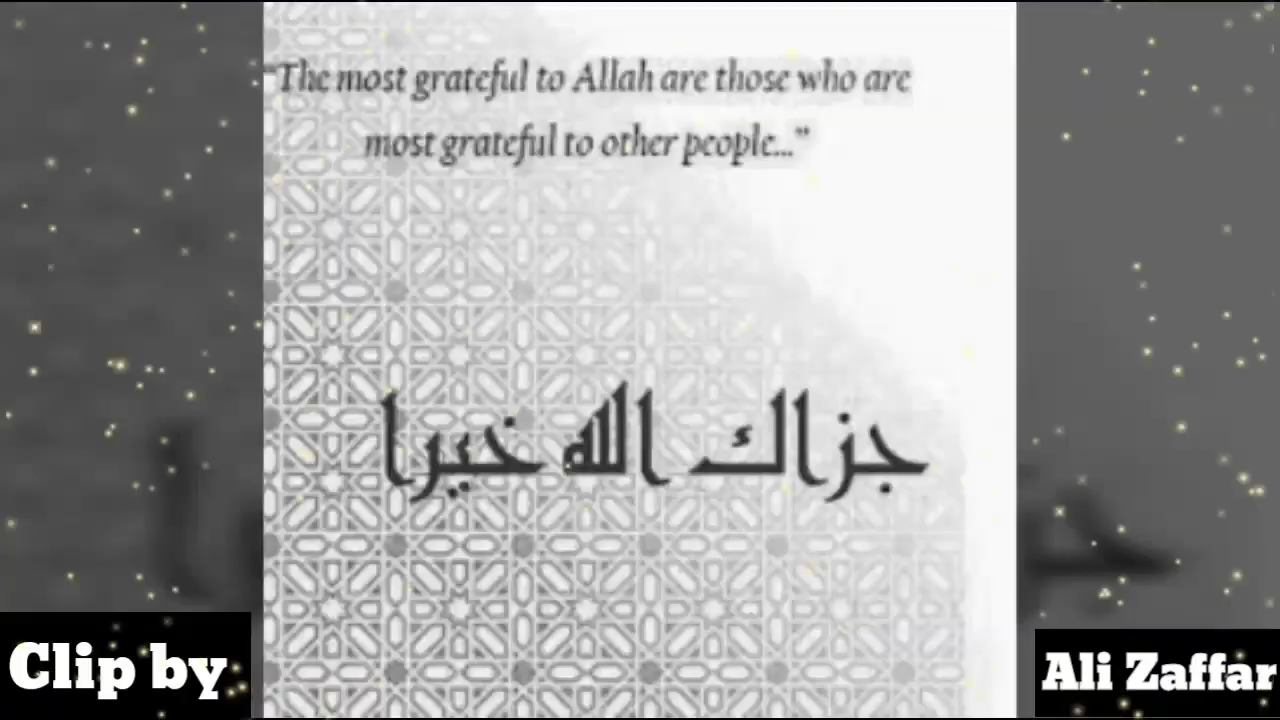 “The most grateful to Allah are those who are
most grateful to other people...”
جزاك الله خيرا
Clip by
Ali Zaffar